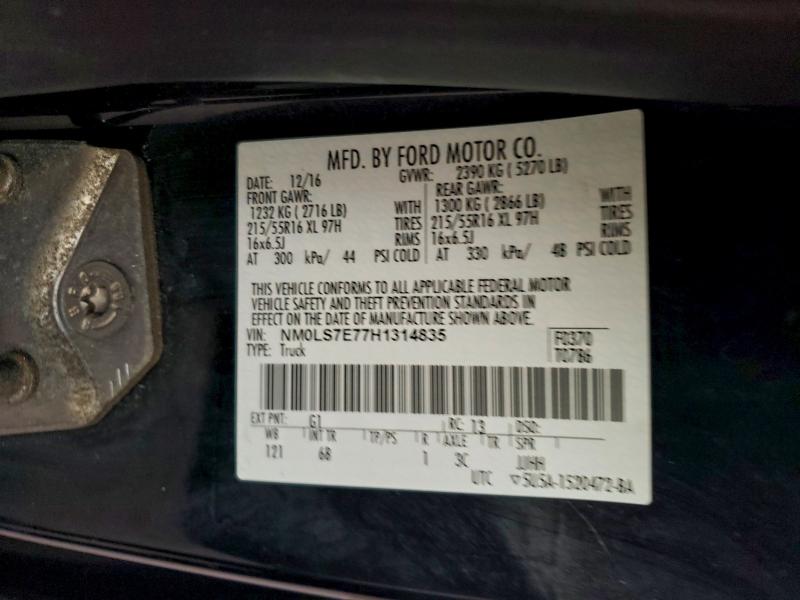 MFD. BY FORD MOTOR CO.
DATE: 12/16 GVWR: 2390 KG ( 5270 LB)
FRONT GAWR: REAR GAWR:
1232 KG ( 2716 LB) WITH 1300 KG ( 2866 LB) WITH
215/55R16 XL 97H TIRES 215/55R16 XL 97H TIRES
16x6.5J RIMS 16x6.5J RIMS
AT 300 kPa/ 44 PSI COLD AT 330 kPa/ 48 PSI COLD
THIS VEHICLE CONFORMS TO ALL APPLICABLE FEDERAL MOTOR
VEHICLE SAFETY AND THEFT PREVENTION STANDARDS IN
EFFECT ON THE DATE OF MANUFACTURE SHOWN ABOVE.
VIN: NM0LS7E77H1314835 F0370
TYPE: Truck T0786
EXT PNT: G1 RC: 13 DSO:
WB INT TR TP/PS R AXLE TR SPR
121 6B 1 3C JJHH
UTC ▽5U5A-1520472-BA